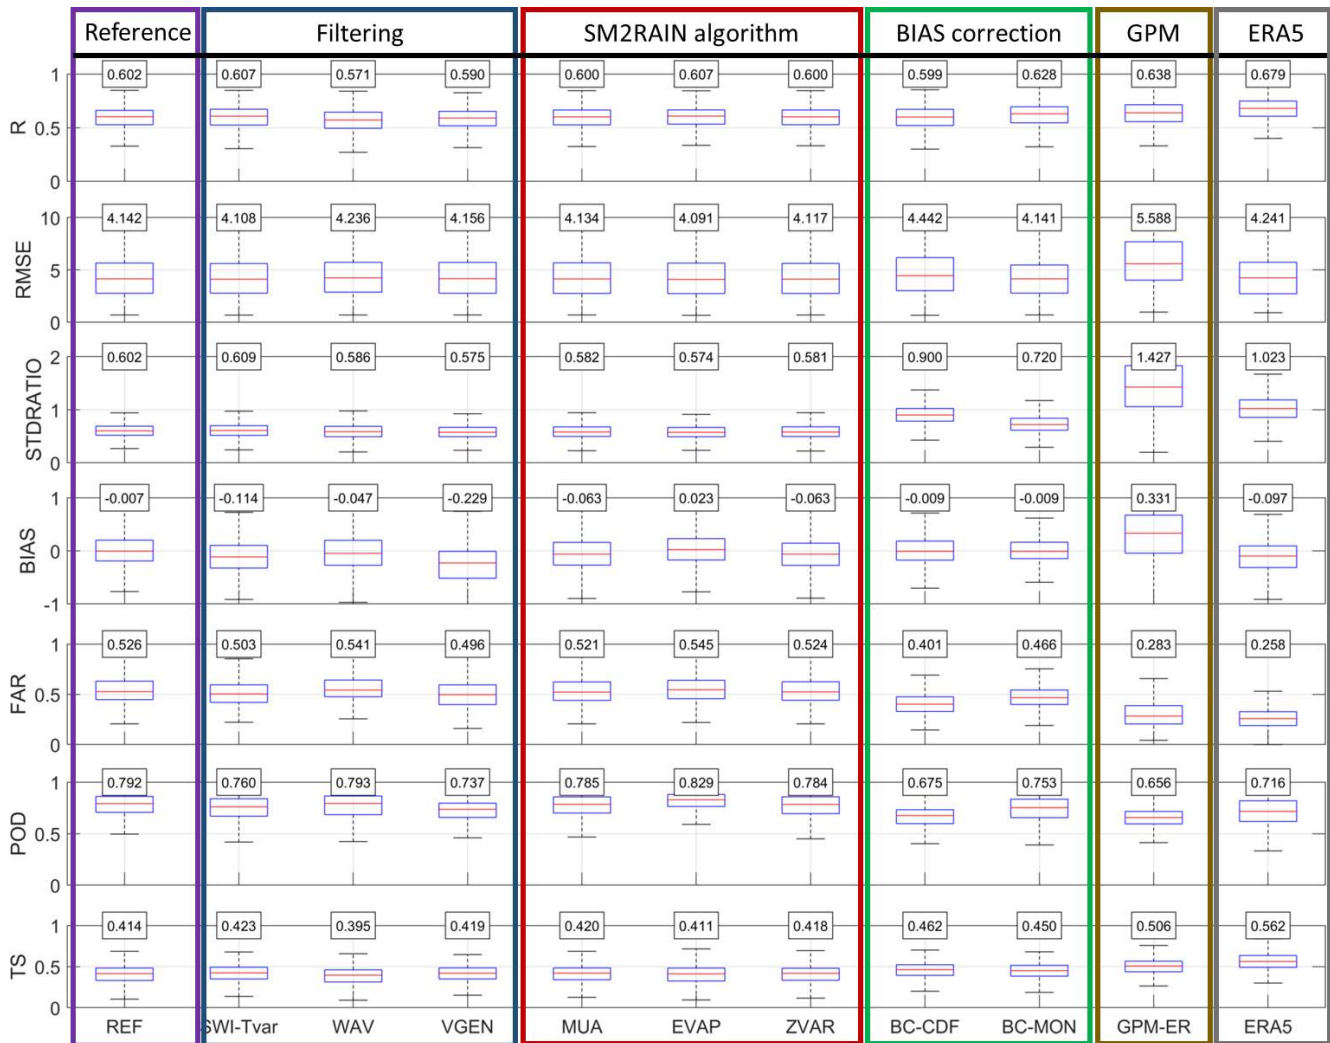 Reference Filtering SM2RAIN algorithm BIAS correction GPM ERA5
R
1
0.5
0
0.602 0.607 0.571 0.590 0.600 0.607 0.600 0.599 0.628 0.638 0.679
RMSE
10
5
0
4.142 4.108 4.236 4.156 4.134 4.091 4.117 4.442 4.141 5.588 4.241
STDRATIO
2
1
0
0.602 0.609 0.586 0.575 0.582 0.574 0.581 0.900 0.720 1.427 1.023
BIAS
1
0
-1
-0.007 -0.114 -0.047 -0.229 -0.063 0.023 -0.063 -0.009 -0.009 0.331 -0.097
FAR
1
0.5
0
0.526 0.503 0.541 0.496 0.521 0.545 0.524 0.401 0.466 0.283 0.258
POD
1
0.5
0
0.792 0.760 0.793 0.737 0.785 0.829 0.784 0.675 0.753 0.656 0.716
TS
1
0.5
0
0.414 0.423 0.395 0.419 0.420 0.411 0.418 0.462 0.450 0.506 0.562
REF SWI-Tvar WAV VGEN MUA EVAP ZVAR BC-CDF BC-MON GPM-ER ERA5